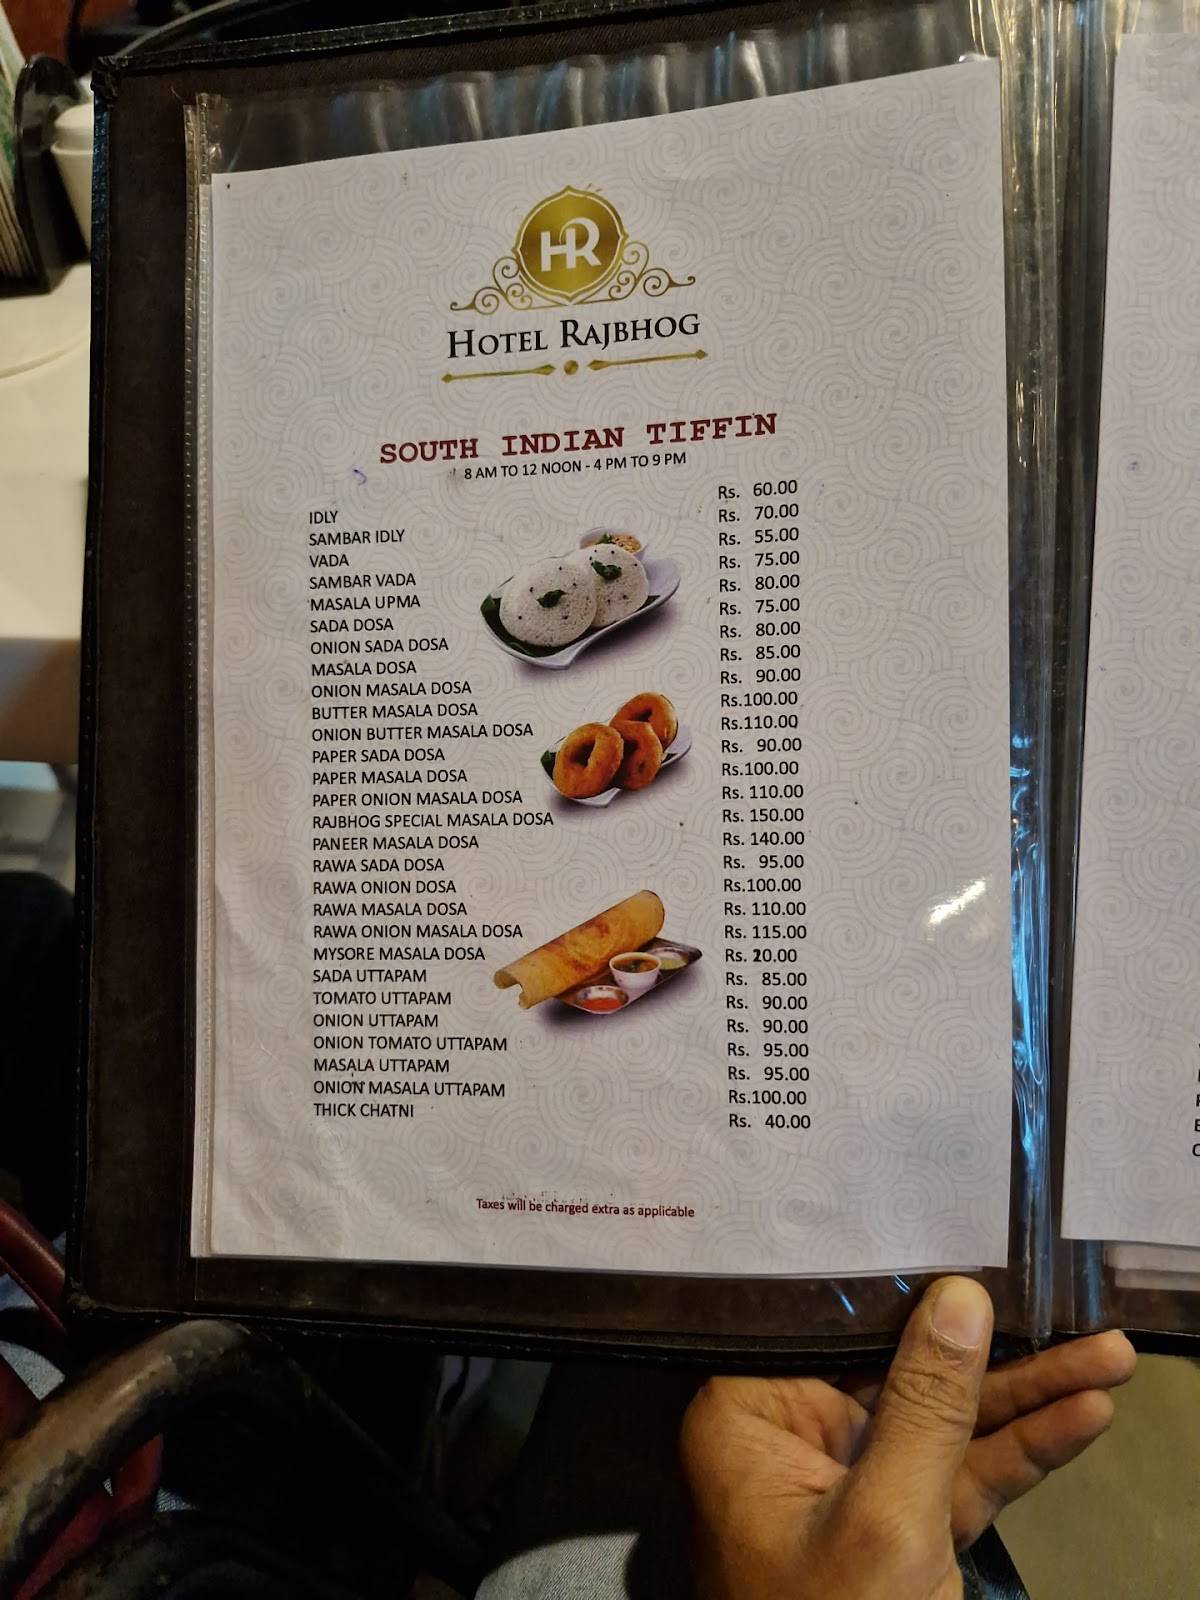 HR
HOTEL RAJBHOG
SOUTH INDIAN TIFFIN
8 AM TO 12 NOON - 4 PM TO 9 PM
IDLY Rs. 60.00
SAMBAR IDLY Rs. 70.00
VADA Rs. 55.00
SAMBAR VADA Rs. 75.00
MASALA UPMA Rs. 80.00
SADA DOSA Rs. 75.00
ONION SADA DOSA Rs. 80.00
MASALA DOSA Rs. 85.00
ONION MASALA DOSA Rs. 90.00
BUTTER MASALA DOSA Rs.100.00
ONION BUTTER MASALA DOSA Rs.110.00
PAPER SADA DOSA Rs. 90.00
PAPER MASALA DOSA Rs.100.00
PAPER ONION MASALA DOSA Rs. 110.00
RAJBHOG SPECIAL MASALA DOSA Rs. 150.00
PANEER MASALA DOSA Rs. 140.00
RAWA SADA DOSA Rs. 95.00
RAWA ONION DOSA Rs.100.00
RAWA MASALA DOSA Rs. 110.00
RAWA ONION MASALA DOSA Rs. 115.00
MYSORE MASALA DOSA Rs. 20.00
SADA UTTAPAM Rs. 85.00
TOMATO UTTAPAM Rs. 90.00
ONION UTTAPAM Rs. 90.00
ONION TOMATO UTTAPAM Rs. 95.00
MASALA UTTAPAM Rs. 95.00
ONION MASALA UTTAPAM Rs.100.00
THICK CHATNI Rs. 40.00
Taxes will be charged extra as applicable